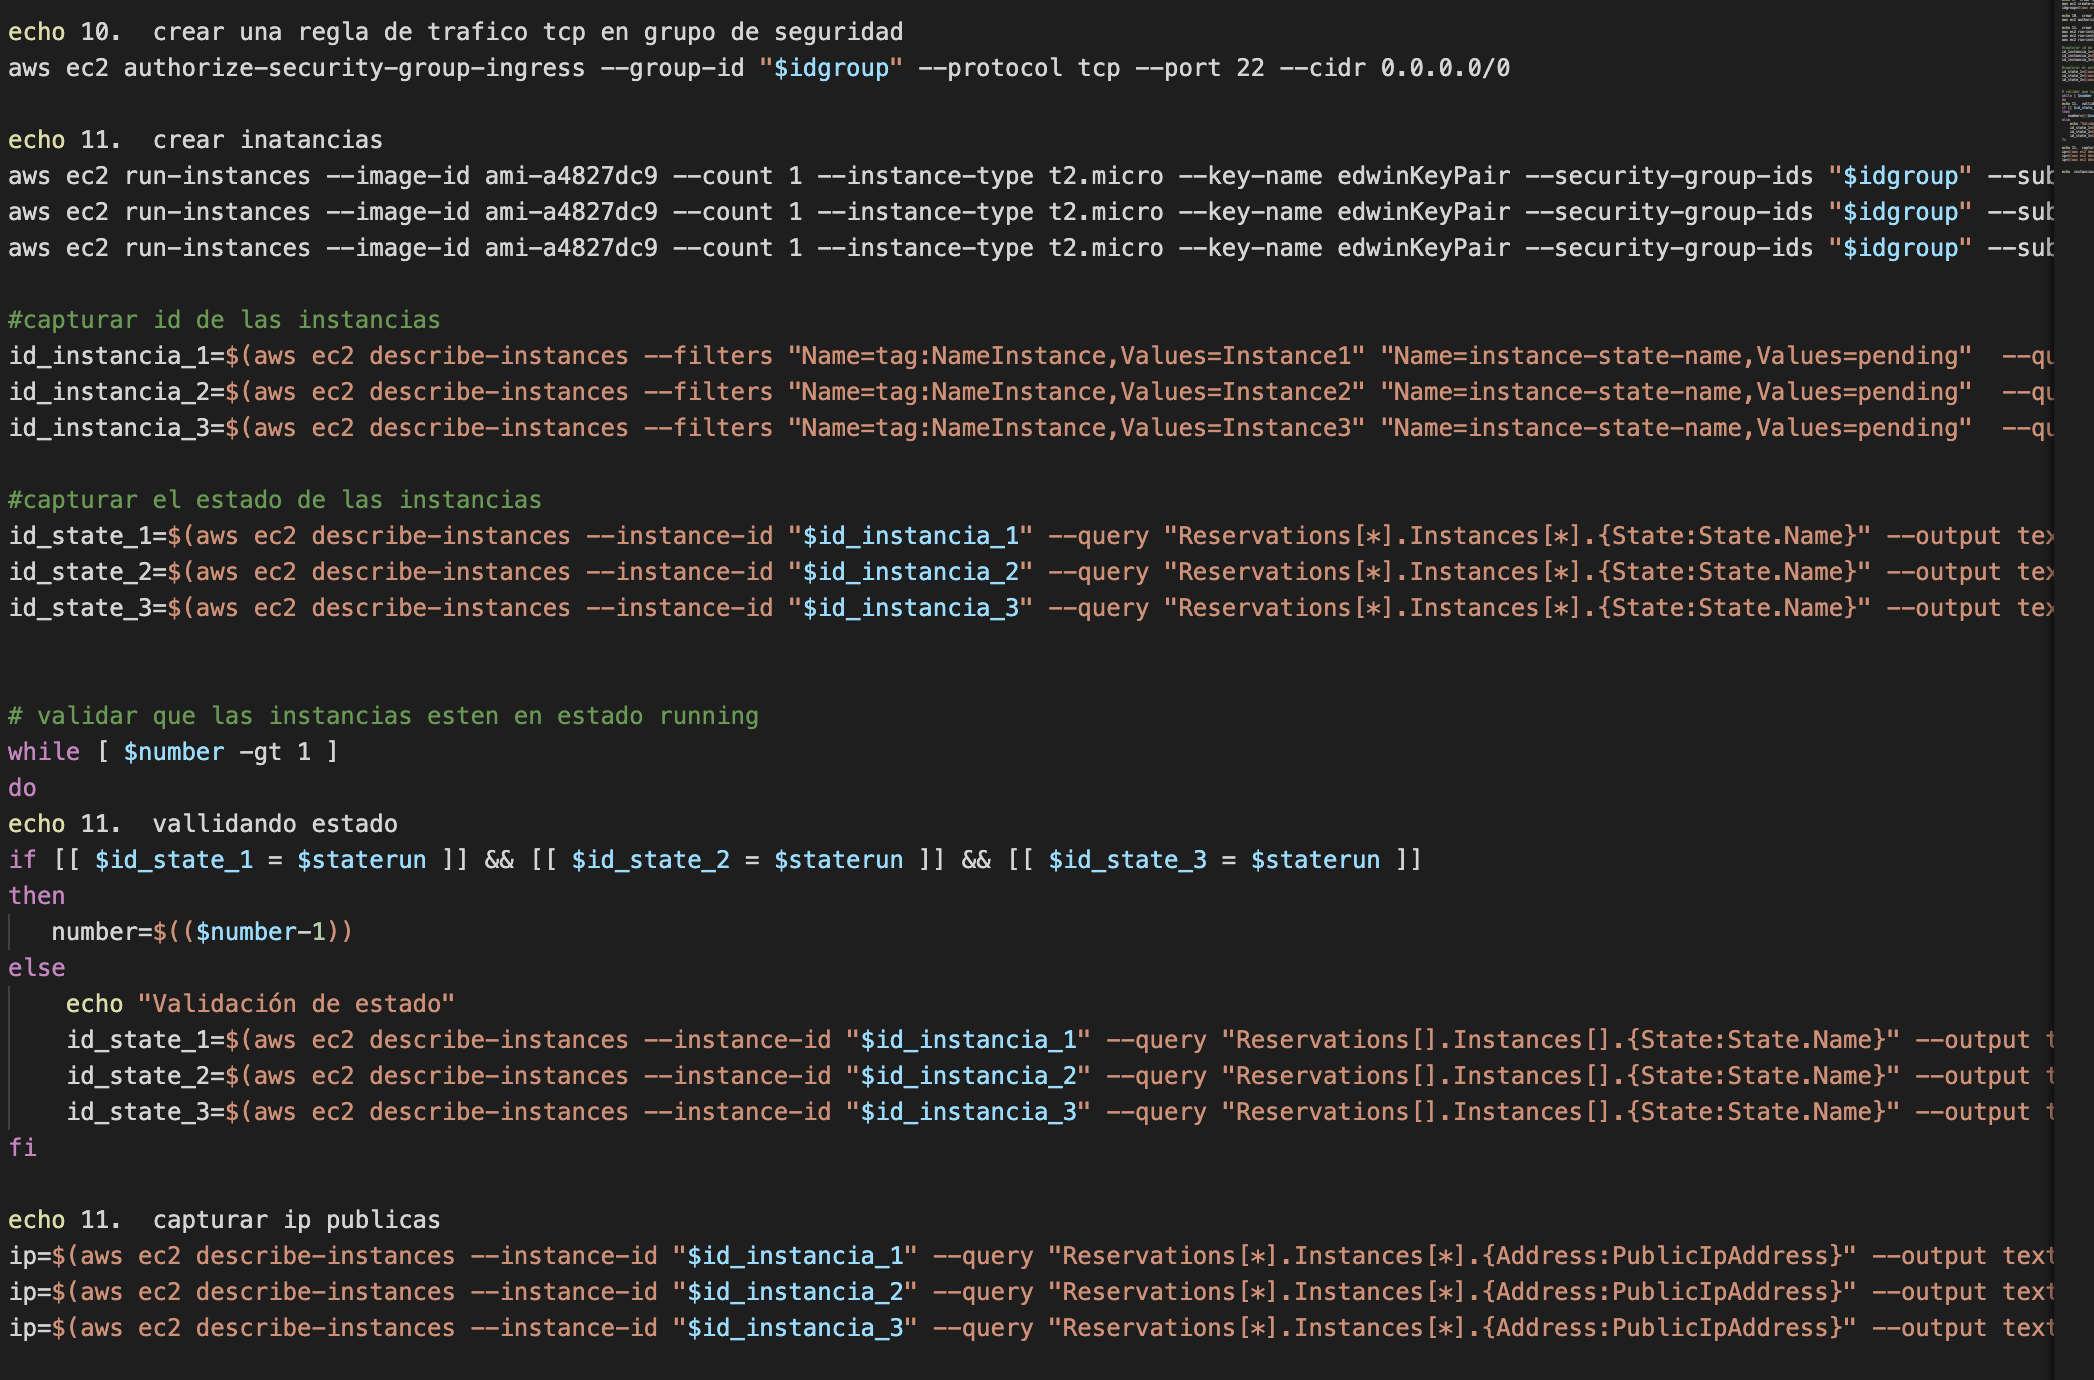 echo 10.  crear una regla de trafico tcp en grupo de seguridad
aws ec2 authorize-security-group-ingress --group-id "$idgroup" --protocol tcp --port 22 --cidr 0.0.0.0/0
echo 11.  crear inatancias
aws ec2 run-instances --image-id ami-a4827dc9 --count 1 --instance-type t2.micro --key-name edwinKeyPair --security-group-ids "$idgroup" --sub
aws ec2 run-instances --image-id ami-a4827dc9 --count 1 --instance-type t2.micro --key-name edwinKeyPair --security-group-ids "$idgroup" --sub
aws ec2 run-instances --image-id ami-a4827dc9 --count 1 --instance-type t2.micro --key-name edwinKeyPair --security-group-ids "$idgroup" --sub
#capturar id de las instancias
id_instancia_1=$(aws ec2 describe-instances --filters "Name=tag:NameInstance,Values=Instance1" "Name=instance-state-name,Values=pending"  --qu
id_instancia_2=$(aws ec2 describe-instances --filters "Name=tag:NameInstance,Values=Instance2" "Name=instance-state-name,Values=pending"  --qu
id_instancia_3=$(aws ec2 describe-instances --filters "Name=tag:NameInstance,Values=Instance3" "Name=instance-state-name,Values=pending"  --qu
#capturar el estado de las instancias
id_state_1=$(aws ec2 describe-instances --instance-id "$id_instancia_1" --query "Reservations[*].Instances[*].{State:State.Name}" --output tex
id_state_2=$(aws ec2 describe-instances --instance-id "$id_instancia_2" --query "Reservations[*].Instances[*].{State:State.Name}" --output tex
id_state_3=$(aws ec2 describe-instances --instance-id "$id_instancia_3" --query "Reservations[*].Instances[*].{State:State.Name}" --output tex
# validar que las instancias esten en estado running
while [ $number -gt 1 ]
do
echo 11.  vallidando estado
if [[ $id_state_1 = $staterun ]] && [[ $id_state_2 = $staterun ]] && [[ $id_state_3 = $staterun ]]
then
number=$(($number-1))
else
echo "Validación de estado"
id_state_1=$(aws ec2 describe-instances --instance-id "$id_instancia_1" --query "Reservations[].Instances[].{State:State.Name}" --output t
id_state_2=$(aws ec2 describe-instances --instance-id "$id_instancia_2" --query "Reservations[].Instances[].{State:State.Name}" --output t
id_state_3=$(aws ec2 describe-instances --instance-id "$id_instancia_3" --query "Reservations[].Instances[].{State:State.Name}" --output t
fi
echo 11.  capturar ip publicas
ip=$(aws ec2 describe-instances --instance-id "$id_instancia_1" --query "Reservations[*].Instances[*].{Address:PublicIpAddress}" --output text
ip=$(aws ec2 describe-instances --instance-id "$id_instancia_2" --query "Reservations[*].Instances[*].{Address:PublicIpAddress}" --output text
ip=$(aws ec2 describe-instances --instance-id "$id_instancia_3" --query "Reservations[*].Instances[*].{Address:PublicIpAddress}" --output text